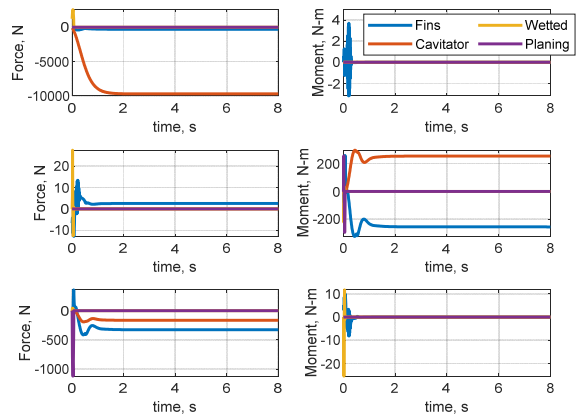 Force, N
0
-5000
-10000
0 2 4 6 8
time, s
Moment, N-m
4
2
0
-2
0 2 4 6 8
time, s
Fins
Wetted
Cavitator
Planing
Force, N
20
10
0
-10
0 2 4 6 8
time, s
Moment, N-m
200
0
-200
0 2 4 6 8
time, s
Force, N
0
-500
-1000
0 2 4 6 8
time, s
Moment, N-m
10
0
-10
-20
0 2 4 6 8
time, s